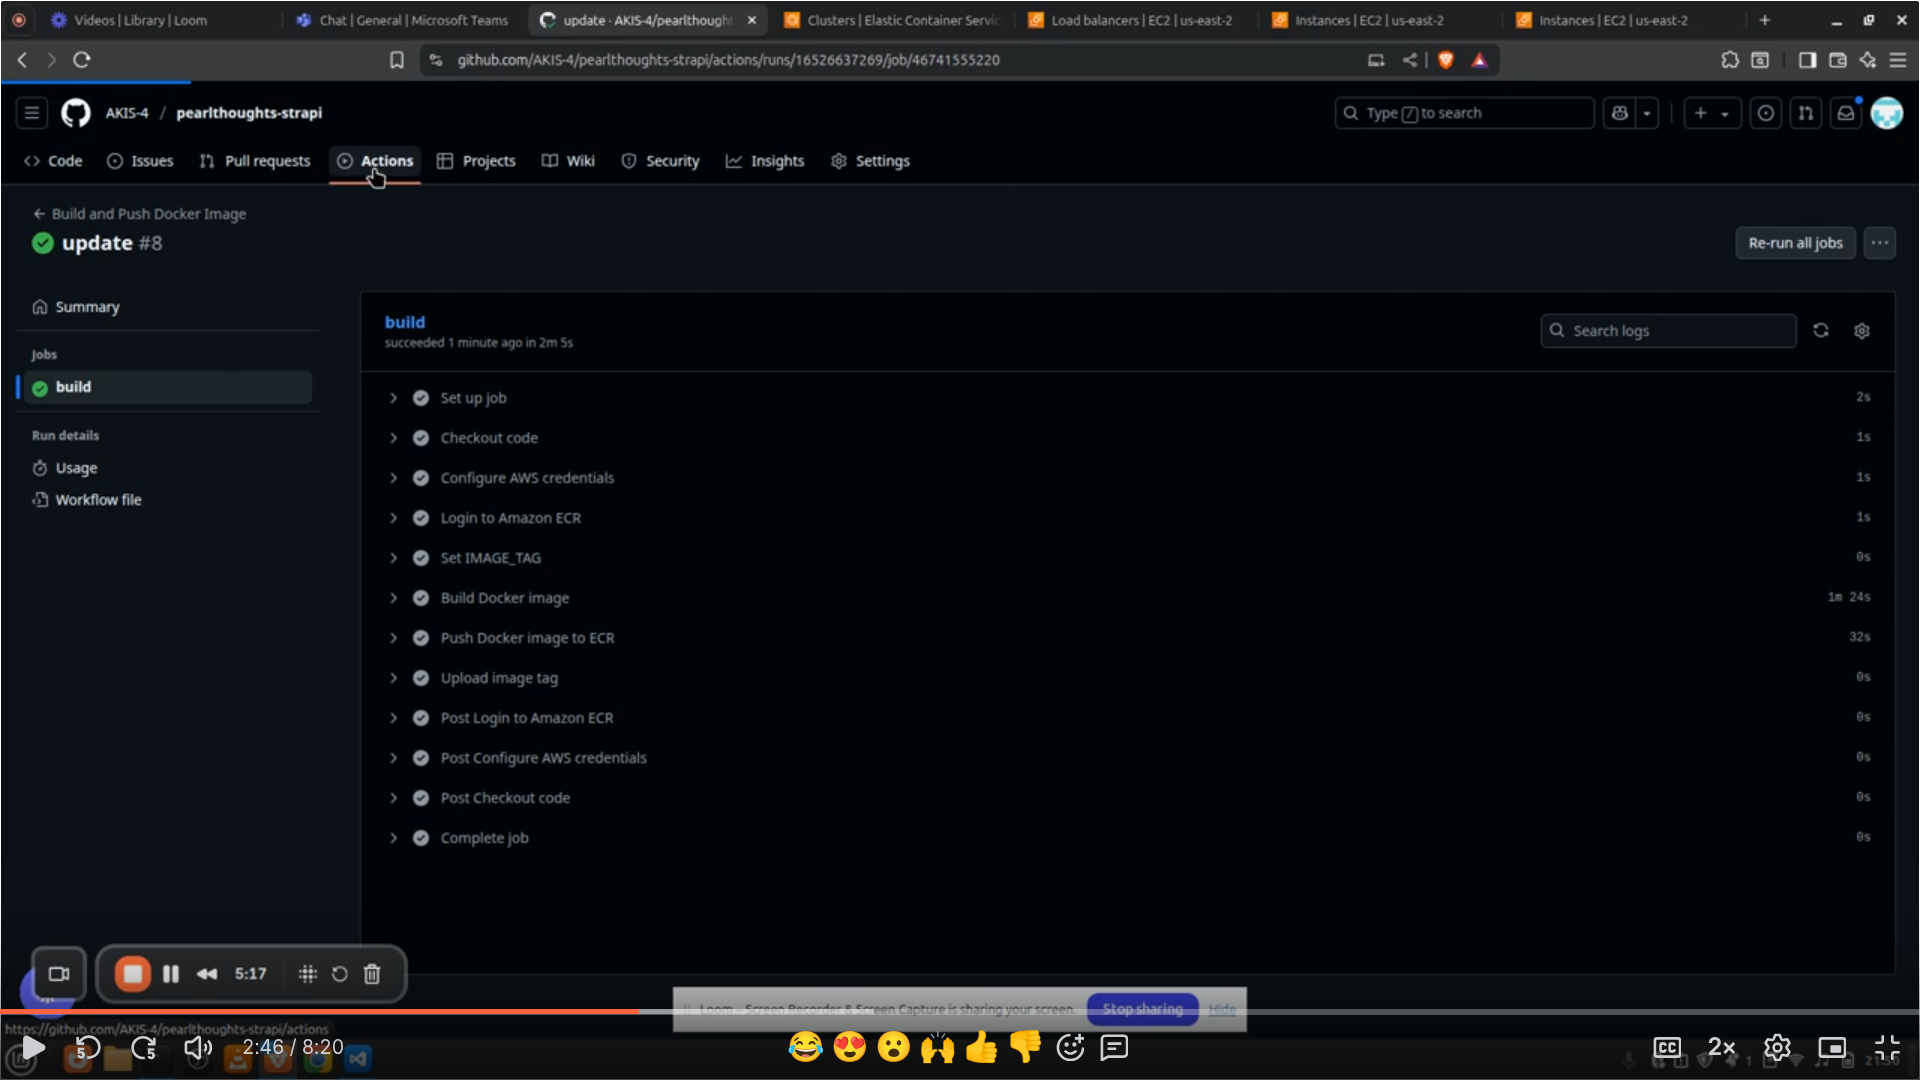 Videos | Library | Loom
Chat | General | Microsoft Teams
update · AKIS-4/pearlthought
Clusters | Elastic Container Servic
Load balancers | EC2 | us-east-2
Instances | EC2 | us-east-2
Instances | EC2 | us-east-2
github.com/AKIS-4/pearlthoughts-strapi/actions/runs/16526637269/job/46741555220
AKIS-4 / pearlthoughts-strapi
Type / to search
Code
Issues
Pull requests
Actions
Projects
Wiki
Security
Insights
Settings
← Build and Push Docker Image
update #8
Re-run all jobs
Summary
Jobs
build
Run details
Usage
Workflow file
build
succeeded 1 minute ago in 2m 5s
Search logs
Set up job 2s
Checkout code 1s
Configure AWS credentials 1s
Login to Amazon ECR 1s
Set IMAGE_TAG 0s
Build Docker image 1m 24s
Push Docker image to ECR 32s
Upload image tag 0s
Post Login to Amazon ECR 0s
Post Configure AWS credentials 0s
Post Checkout code 0s
Complete job 0s
5:17
Loom – Screen Recorder & Screen Capture is sharing your screen.
Stop sharing
Hide
https://github.com/AKIS-4/pearlthoughts-strapi/actions
5
5
2:46 / 8:20
CC
2×